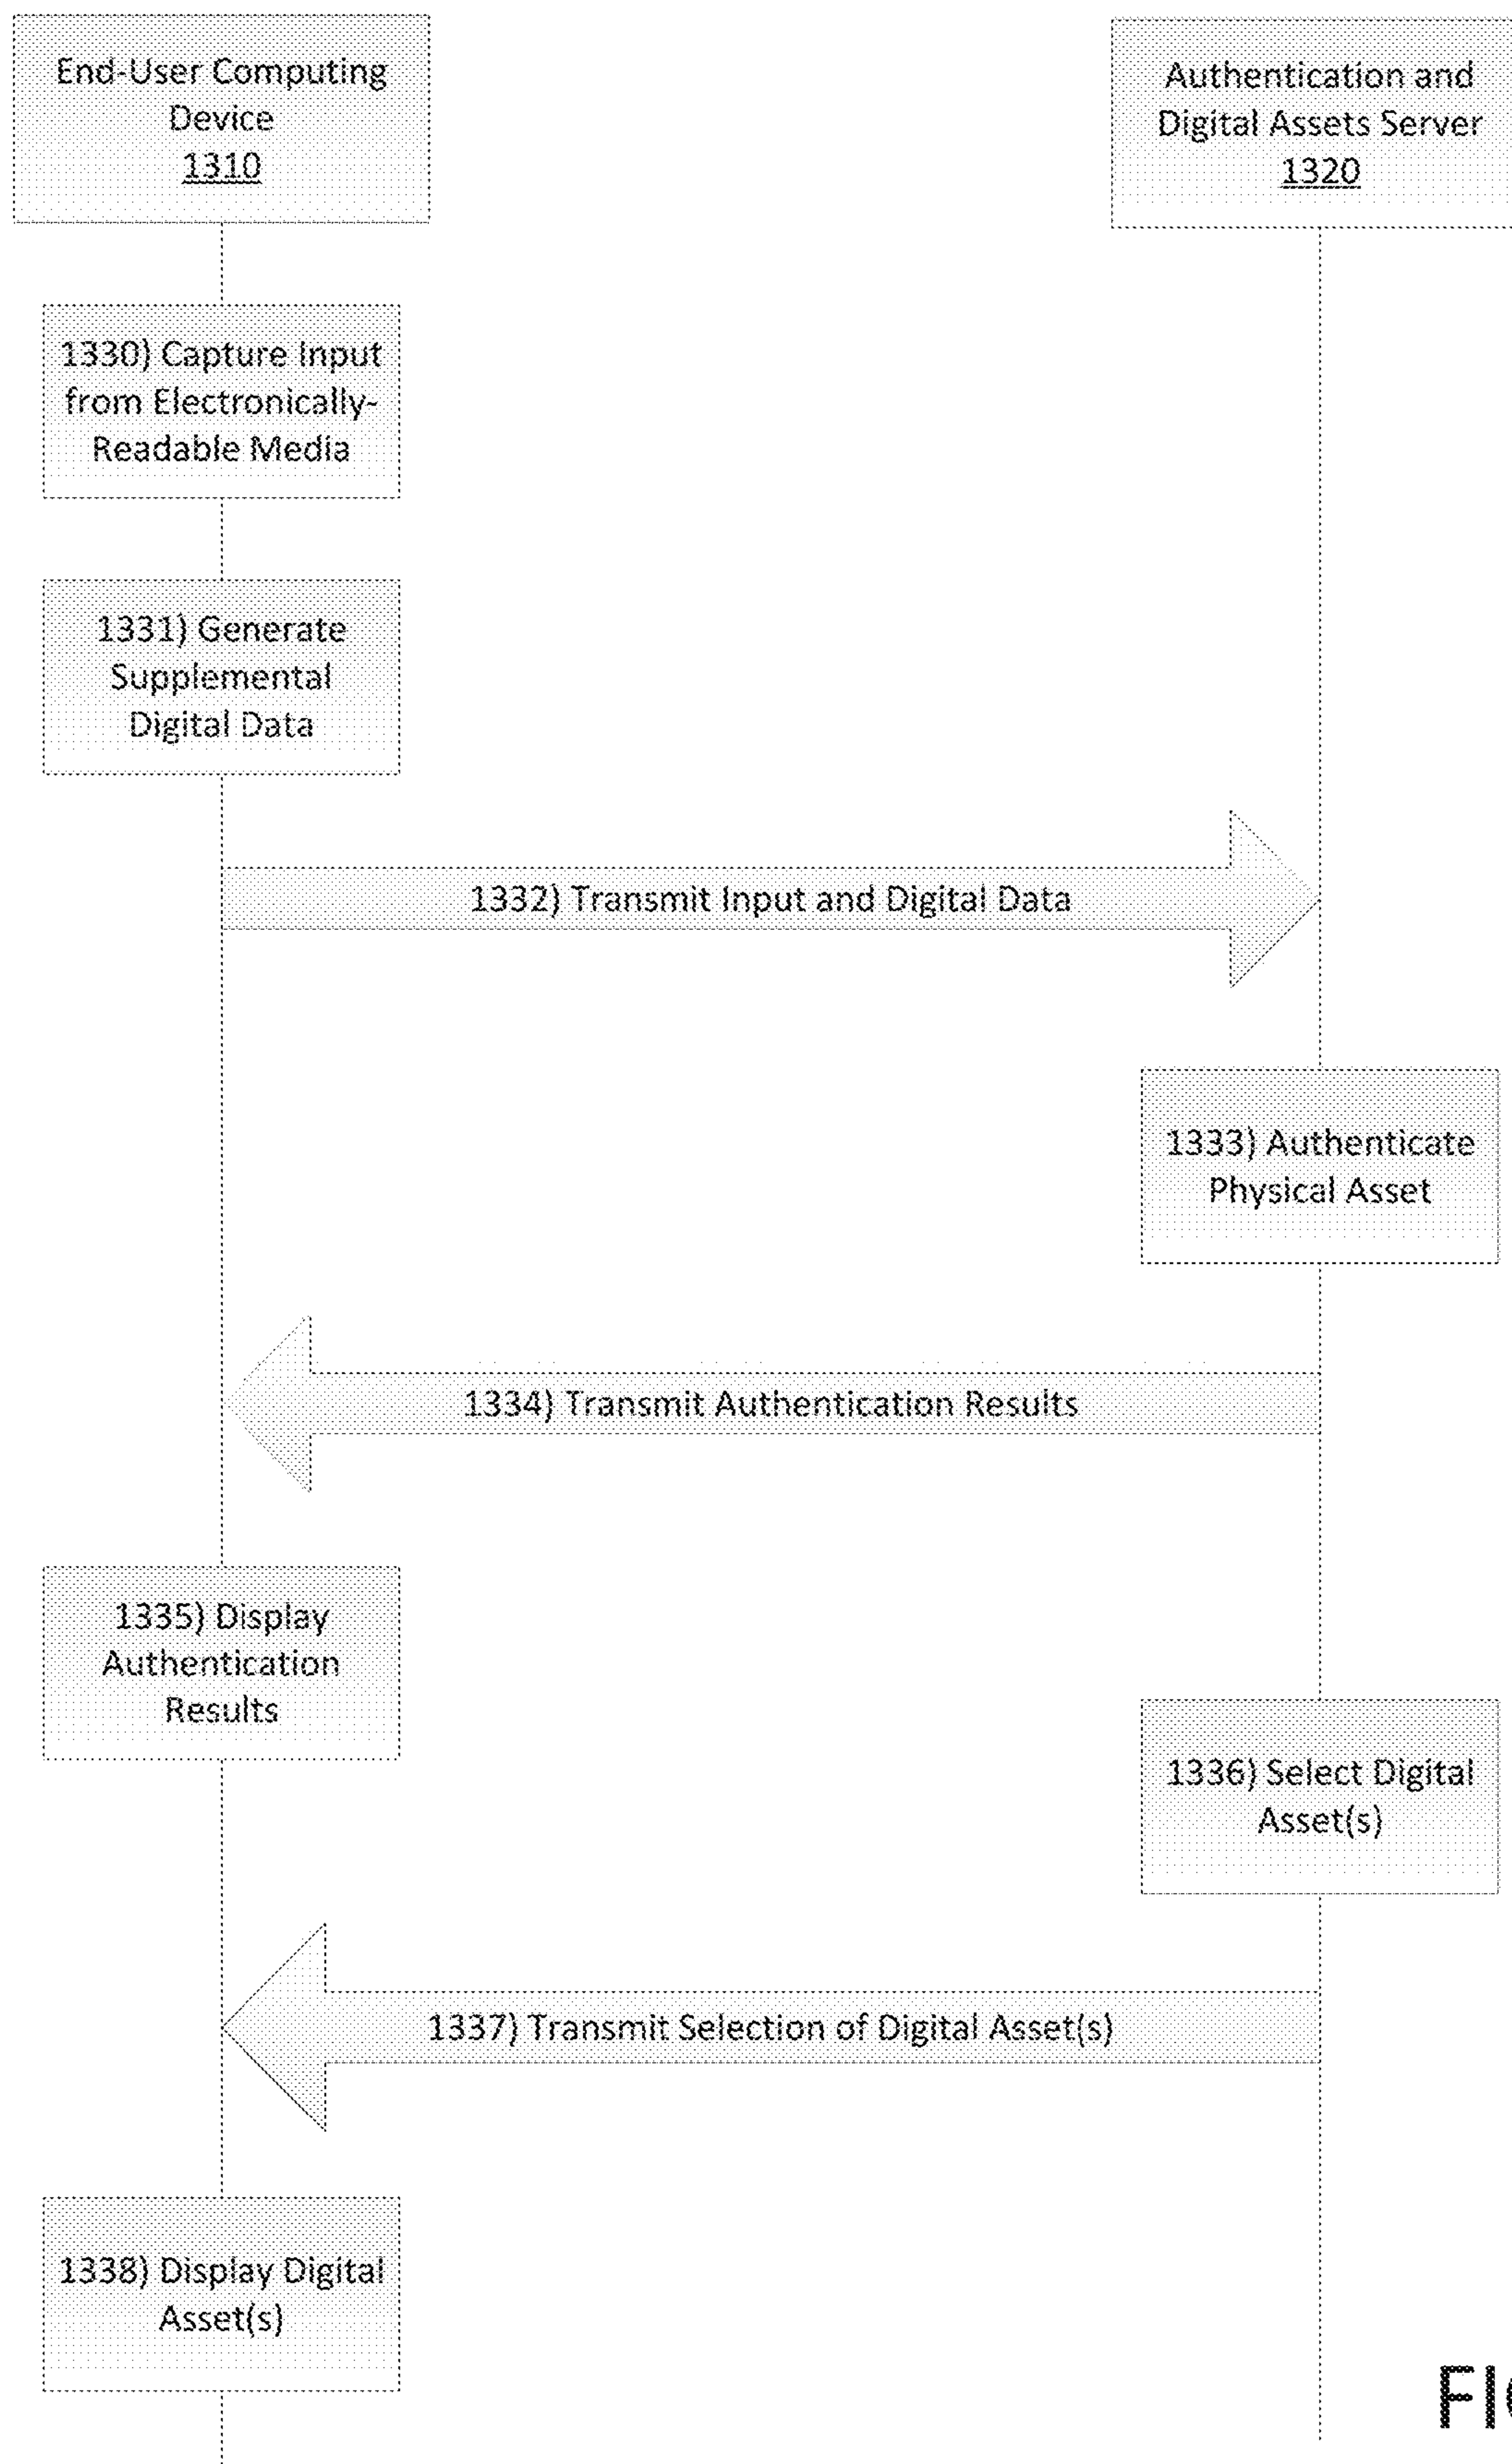 End-User Computing
Device
1310
Authentication and
Digital Assets Server
1320
1330) Capture Input
from Electronically-
Readable Media
1331) Generate
Supplemental
Digital Data
1332) Transmit Input and Digital Data
1333) Authenticate
Physical Asset
1334) Transmit Authentication Results
1335) Display
Authentication
Results
1336) Select Digital
Asset(s)
1337) Transmit Selection of Digital Asset(s)
1338) Display Digital
Asset(s)